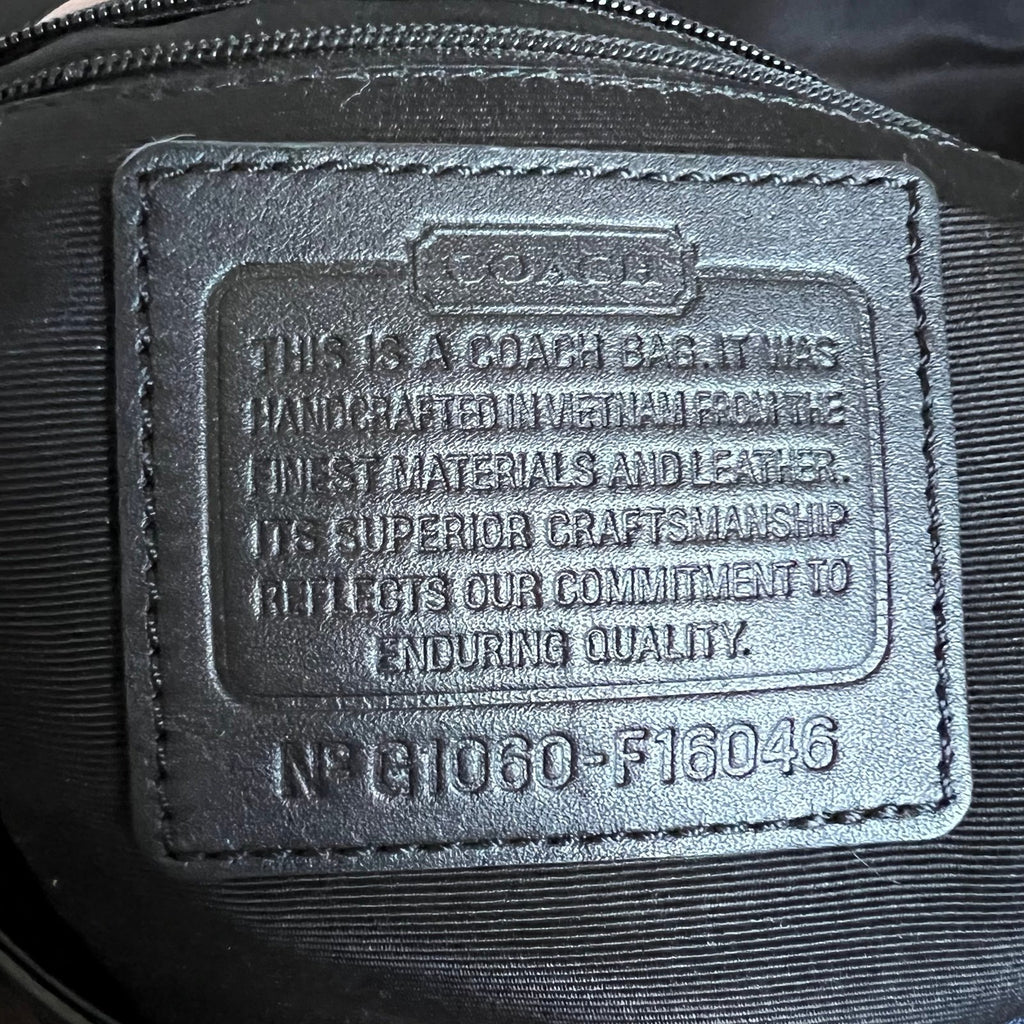 COACH
THIS IS A COACH BAG. IT WAS
HANDCRAFTED IN VIETNAM FROM THE
FINEST MATERIALS AND LEATHER.
ITS SUPERIOR CRAFTSMANSHIP
REFLECTS OUR COMMITMENT TO
ENDURING QUALITY.
Nº G1060-F16046